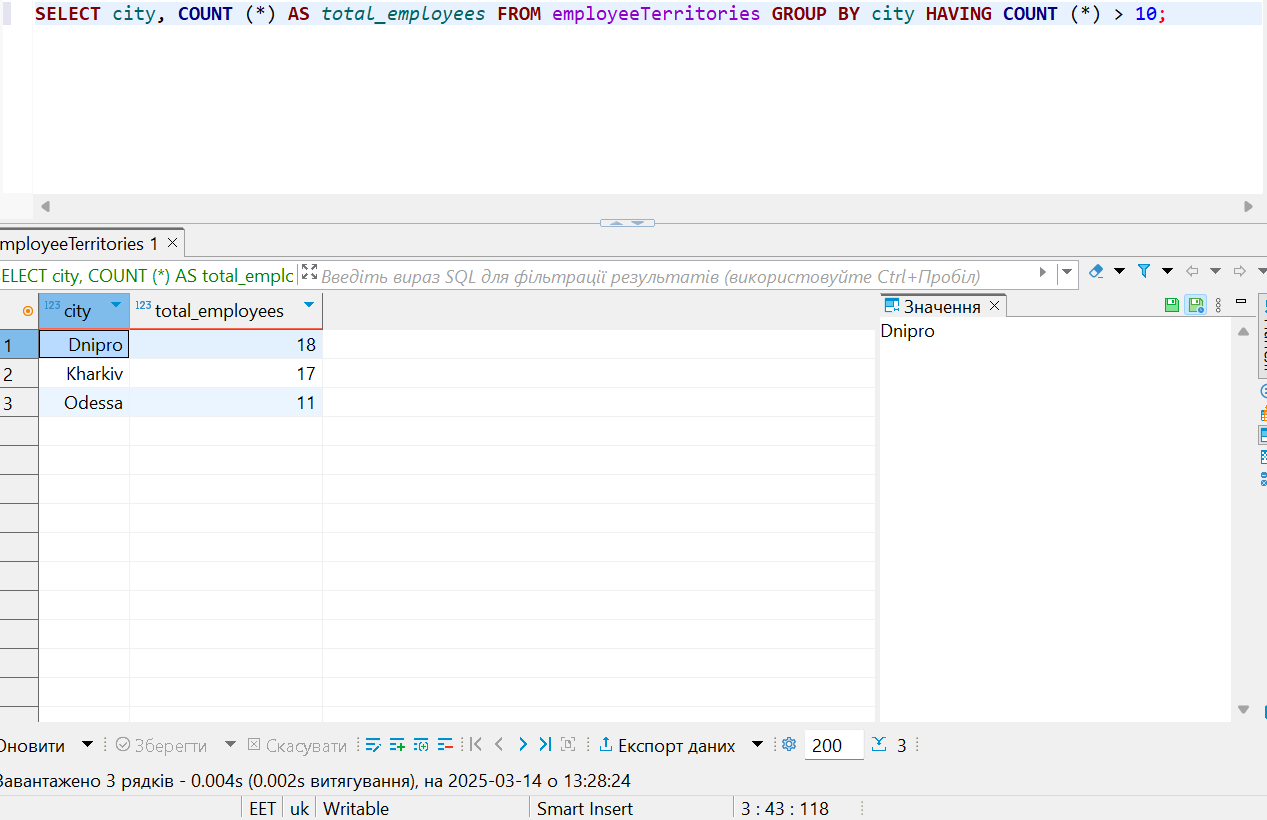 SELECT city, COUNT (*) AS total_employees FROM employeeTerritories GROUP BY city HAVING COUNT (*) > 10;
mployeeTerritories 1
ELECT city, COUNT (*) AS total_emplc Введіть вираз SQL для фільтрації результатів (використовуйте Ctrl+Пробіл)
123 city 123 total_employees Значення
1 Dnipro 18 Dnipro
2 Kharkiv 17
3 Odessa 11
Оновити Зберегти Скасувати Експорт даних 200 3
Завантажено 3 рядків - 0.004s (0.002s витягування), на 2025-03-14 о 13:28:24
EET uk Writable Smart Insert 3 : 43 : 118